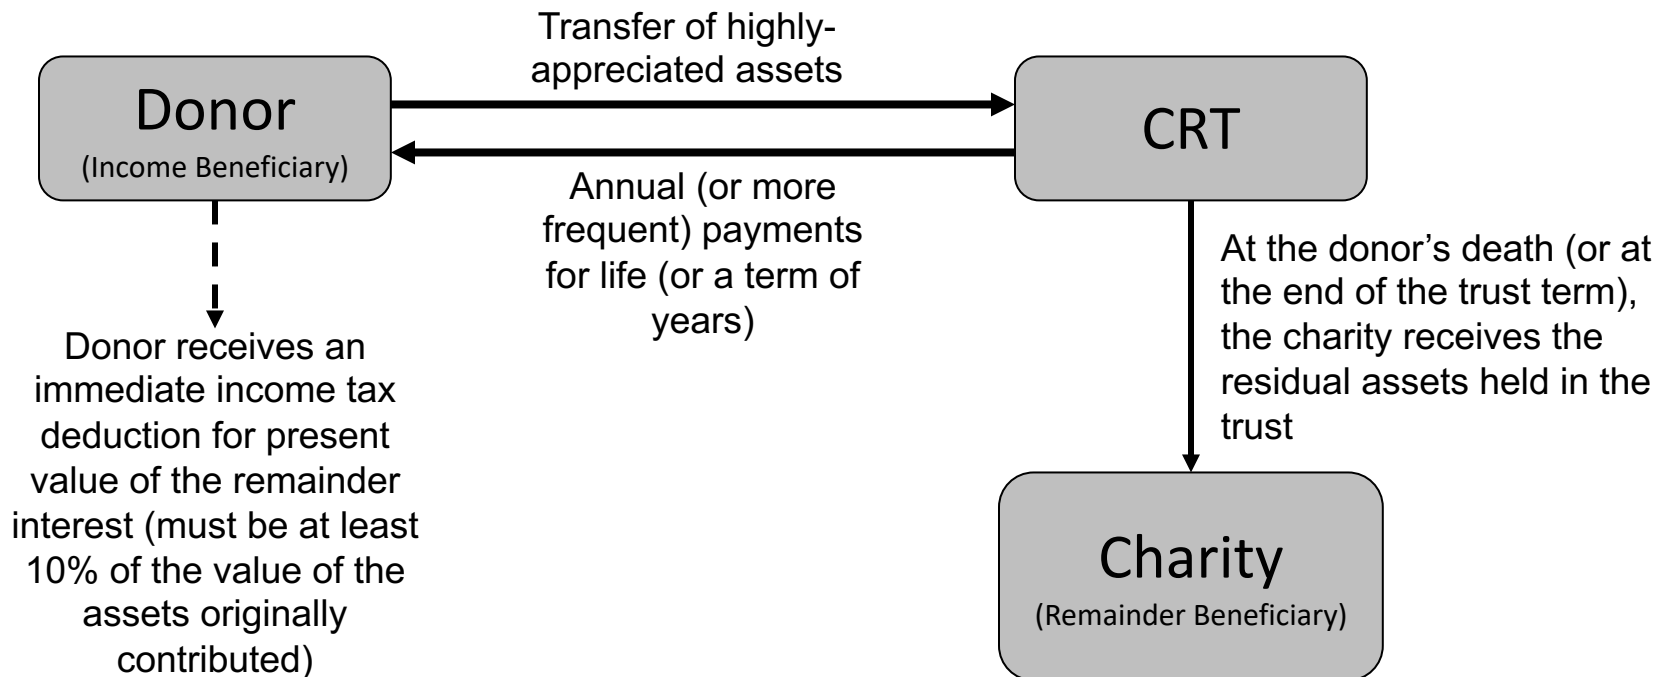 Transfer of highly-
appreciated assets
Donor
(Income Beneficiary)
CRT
Annual (or more
frequent) payments
for life (or a term of
years)
At the donor’s death (or at
the end of the trust term),
the charity receives the
residual assets held in the
trust
Donor receives an
immediate income tax
deduction for present
value of the remainder
interest (must be at least
10% of the value of the
assets originally
contributed)
Charity
(Remainder Beneficiary)